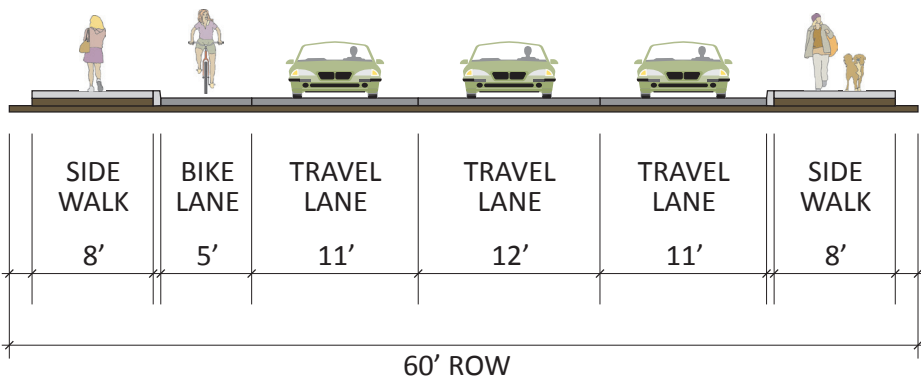 SIDE WALK 8’
BIKE LANE 5’
TRAVEL LANE 11’
TRAVEL LANE 12’
TRAVEL LANE 11’
SIDE WALK 8’
60’ ROW